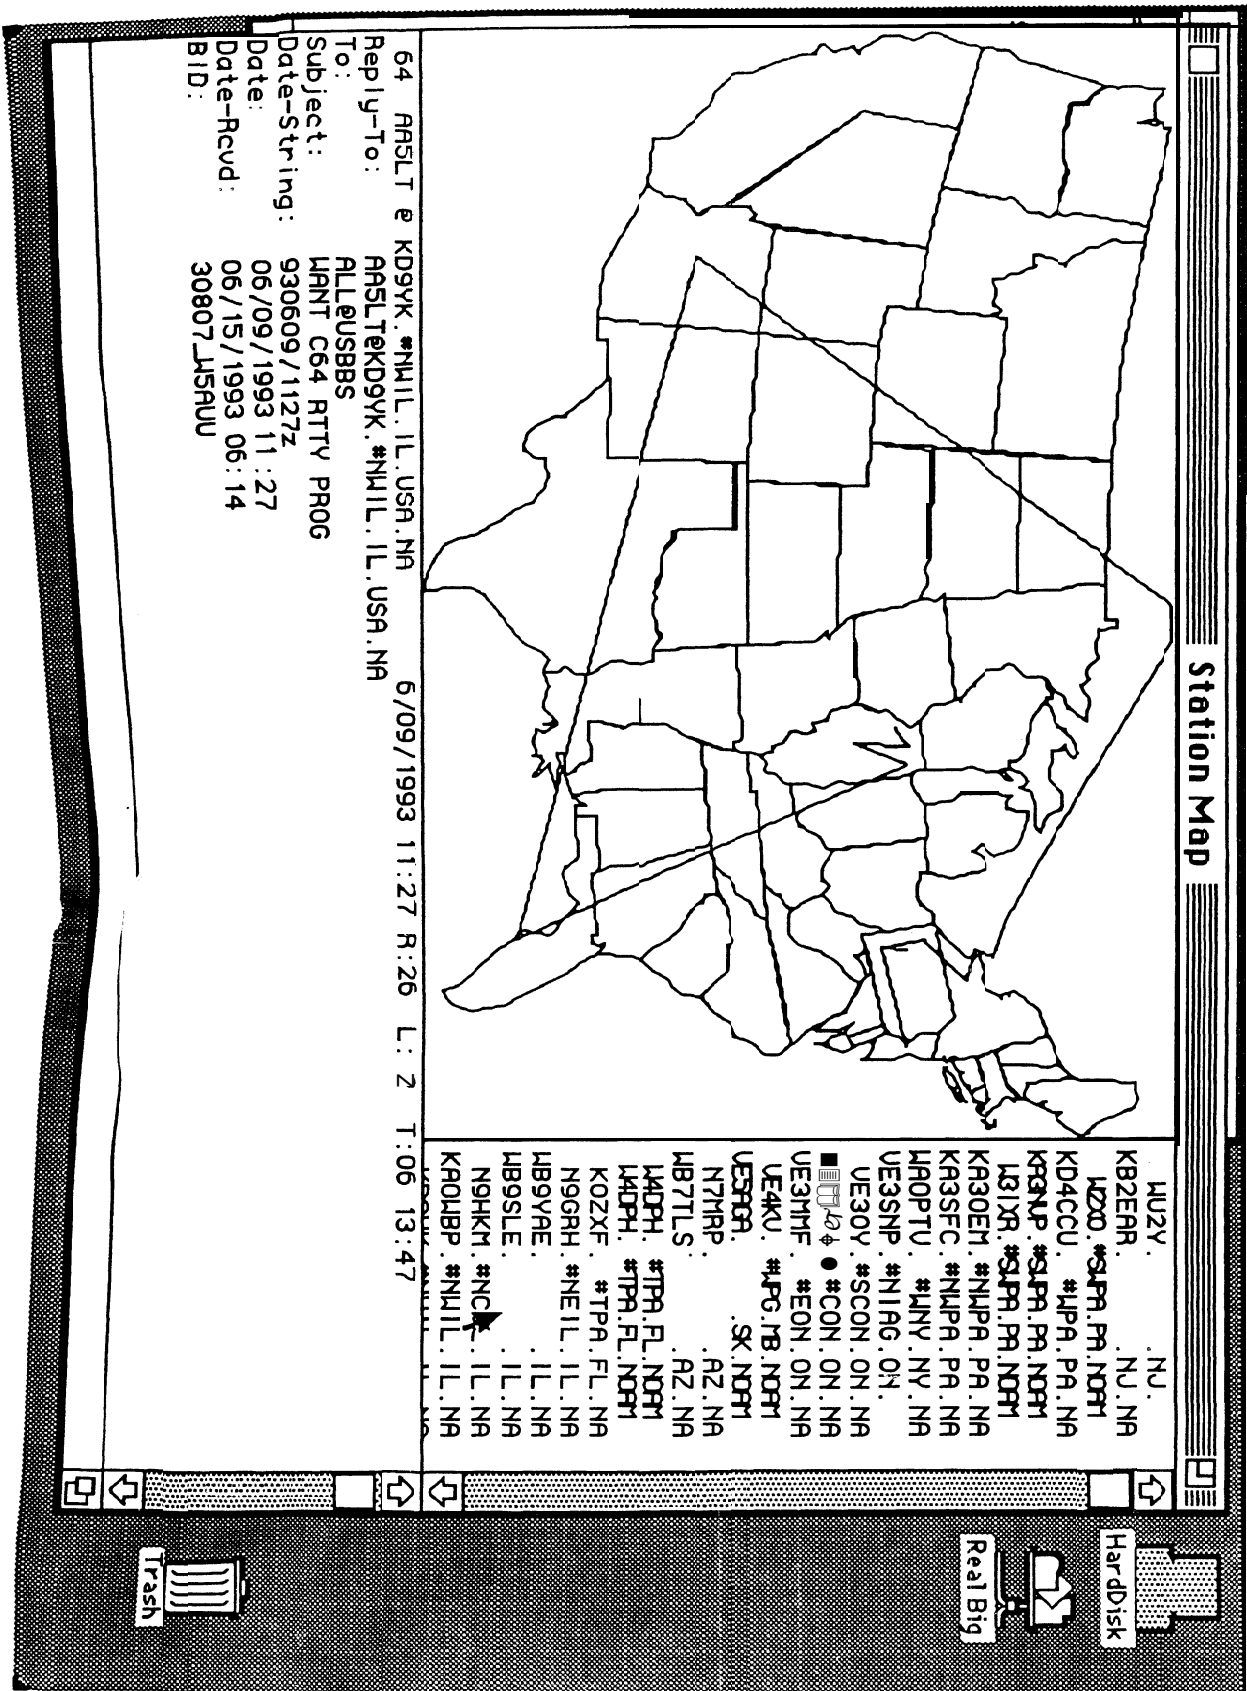 Station Map
WU2Y. .NJ.
KB2EAR. .NJ.NA
W2XO. #SWPA.PA.NOAM
KD4CCU. #WPA.PA.NA
KA3NUP. #SWPA.PA.NOAM
W3IXR. #SWPA.PA.NOAM
KA3OEM. #NWPA.PA.NA
KA3SFC. #NWPA.PA.NA
WA0PTV. #WNY.NY.NA
VE3SNP. #NIAG.ON.
VE3OY. #SCON.ON.NA
#CON.ON.NA
VE3MMF. #EON.ON.NA
VE4KV. #WPG.MB.NOAM
.SK.NOAM
N7MRP. .AZ.NA
WB7TLS. .AZ.NA
W4DPH. #TPA.FL.NOAM
W4DPH. #TPA.FL.NOAM
K0ZXF. #TPA.FL.NA
N9GRH. #NEIL.IL.NA
WB9YAE. .IL.NA
WB9SLE. .IL.NA
N9HKM. #NC .IL.NA
KA0WBP. #NWIL.IL.NA
64 AA5LT @ KD9YK.#NWIL.IL.USA.NA 6/09/1993 11:27 R:26 L: 2 T:06 13:47
Reply-To: AA5LT@KD9YK.#NWIL.IL.USA.NA
To: ALL@USBBS
Subject: WANT C64 RTTY PROG
Date-String: 930609/1127z
Date: 06/09/1993 11:27
Date-Rcvd: 06/15/1993 06:14
BID: 30807_W5AUU
HardDisk
Real Big
Trash